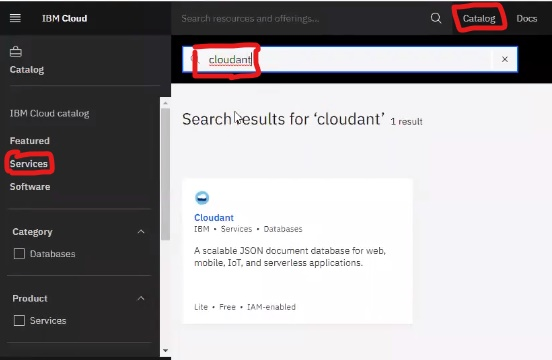 IBM Cloud
Search resources and offerings...
Catalog
Docs
Catalog
IBM Cloud catalog
Featured
Services
Software
Category
Databases
Product
Services
cloudant
Search results for ‘cloudant’ 1 result
Cloudant
IBM • Services • Databases
A scalable JSON document database for web,
mobile, IoT, and serverless applications.
Lite • Free • IAM-enabled